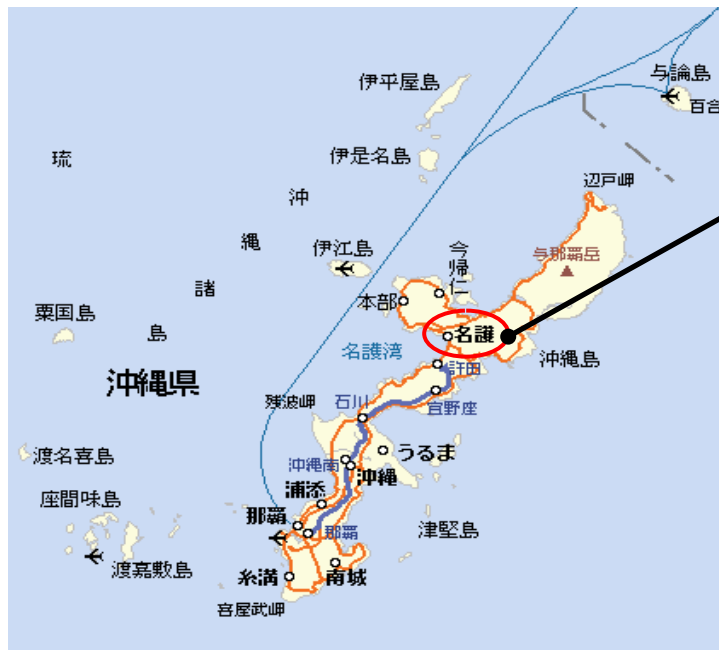 伊平屋島
与論島
百合
伊是名島
琉
球
沖
縄
諸
島
辺戸岬
伊江島
今帰仁
与那覇岳
本部
粟国島
名護
名護湾
沖縄島
許田
沖縄県
宜野座
石川
残波岬
うるま
渡名喜島
沖縄南
沖縄
座間味島
浦添
那覇
那覇
津堅島
渡嘉敷島
糸満
南城
喜屋武岬